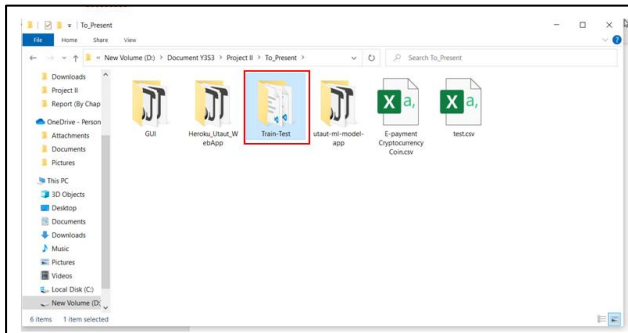 To_Present
File Home Share View
New Volume (D:) > Document Y3S3 > Project II > To_Present >
Search To_Present
Downloads
Project II
Report (By Chap
OneDrive - Person
Attachments
Documents
Pictures
This PC
3D Objects
Desktop
Documents
Downloads
Music
Pictures
Videos
Local Disk (C:)
New Volume (D:
GUI
Heroku_Utaut_W
ebApp
Train-Test
utaut-ml-model-
app
E-payment
Cryptocurrency
Coin.csv
test.csv
6 items 1 item selected